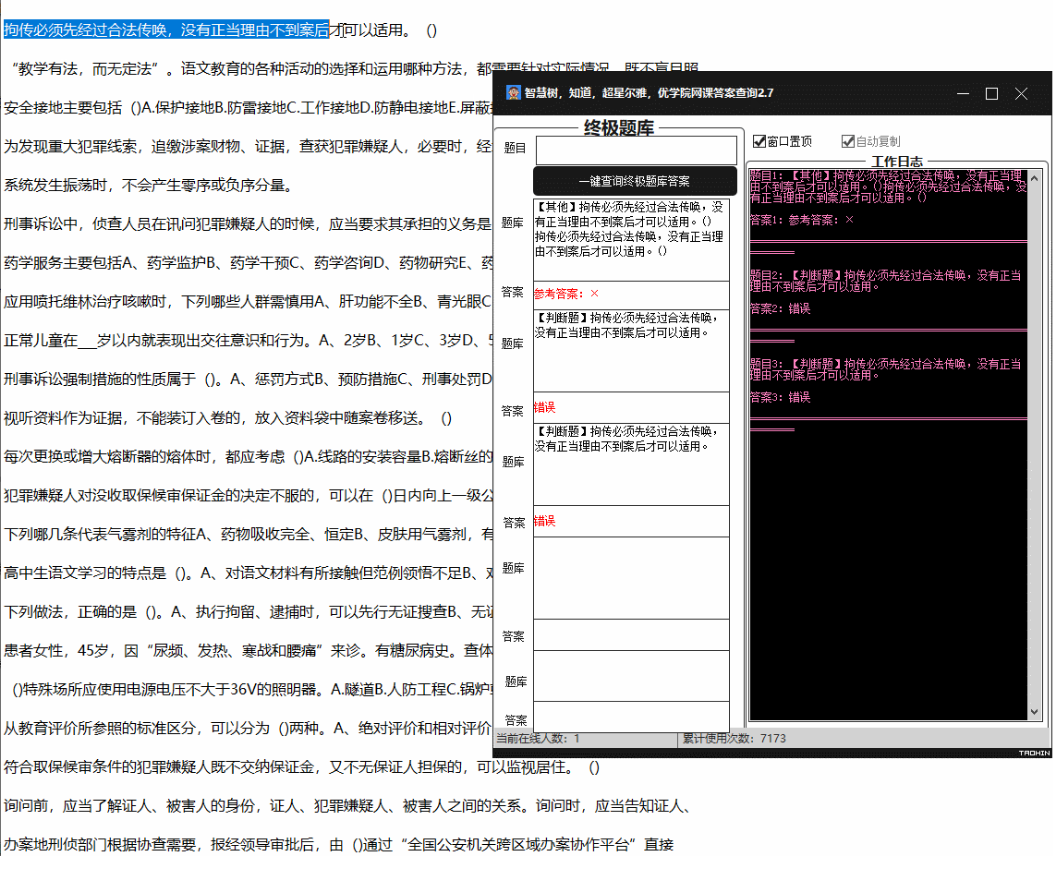 拘传必须先经过合法传唤，没有正当理由不到案后才可以适用。 ()
“教学有法，而无定法”。语文教育的各种活动的选择和运用哪种方法，都需要针对实际情况，既不盲目照
安全接地主要包括 ()A.保护接地B.防雷接地C.工作接地D.防静电接地E.屏蔽
为发现重大犯罪线索，追缴涉案财物、证据，查获犯罪嫌疑人，必要时，经
系统发生振荡时，不会产生零序或负序分量。
刑事诉讼中，侦查人员在讯问犯罪嫌疑人的时候，应当要求其承担的义务是
药学服务主要包括A、药学监护B、药学干预C、药学咨询D、药物研究E、药
应用喷托维林治疗咳嗽时，下列哪些人群需慎用A、肝功能不全B、青光眼C
正常儿童在___岁以内就表现出交往意识和行为。A、2岁B、1岁C、3岁D、5
刑事诉讼强制措施的性质属于 ()。A、惩罚方式B、预防措施C、刑事处罚D
视听资料作为证据，不能装订入卷的，放入资料袋中随案卷移送。 ()
每次更换或增大熔断器的熔体时，都应考虑 ()A.线路的安装容量B.熔断丝的
犯罪嫌疑人对没收取保候审保证金的决定不服的，可以在 ()日内向上一级公
下列哪几条代表气雾剂的特征A、药物吸收完全、恒定B、皮肤用气雾剂，有
高中生语文学习的特点是 ()。A、对语文材料有所接触但范例领悟不足B、对
下列做法，正确的是 ()。A、执行拘留、逮捕时，可以先行无证搜查B、无证
患者女性，45岁，因“尿频、发热、寒战和腰痛”来诊。有糖尿病史。查体
()特殊场所应使用电源电压不大于36V的照明器。A.隧道B.人防工程C.锅炉
从教育评价所参照的标准区分，可以分为 ()两种。A、绝对评价和相对评价
符合取保候审条件的犯罪嫌疑人既不交纳保证金，又不无保证人担保的，可以监视居住。 ()
询问前，应当了解证人、被害人的身份，证人、犯罪嫌疑人、被害人之间的关系。询问时，应当告知证人、
办案地刑侦部门根据协查需要，报经领导审批后，由 ()通过“全国公安机关跨区域办案协作平台”直接
智慧树，知道，超星尔雅，优学院网课答案查询2.7
终极题库
题目
一键查询终极题库答案
题库
【其他】拘传必须先经过合法传唤，没
有正当理由不到案后才可以适用。()
拘传必须先经过合法传唤，没有正当理
由不到案后才可以适用。()
答案
参考答案：×
题库
【判断题】拘传必须先经过合法传唤，
没有正当理由不到案后才可以适用。
答案
错误
题库
【判断题】拘传必须先经过合法传唤，
没有正当理由不到案后才可以适用。
答案
错误
题库
答案
题库
答案
窗口置顶
自动复制
工作日志
题目1：【其他】拘传必须先经过合法传唤，没有正当理
由不到案后才可以适用。()拘传必须先经过合法传唤，没
有正当理由不到案后才可以适用。()
答案1：参考答案：×
题目2：【判断题】拘传必须先经过合法传唤，没有正当
理由不到案后才可以适用。
答案2：错误
题目3：【判断题】拘传必须先经过合法传唤，没有正当
理由不到案后才可以适用。
答案3：错误
当前在线人数：1
累计使用次数：7173
TAOHIN